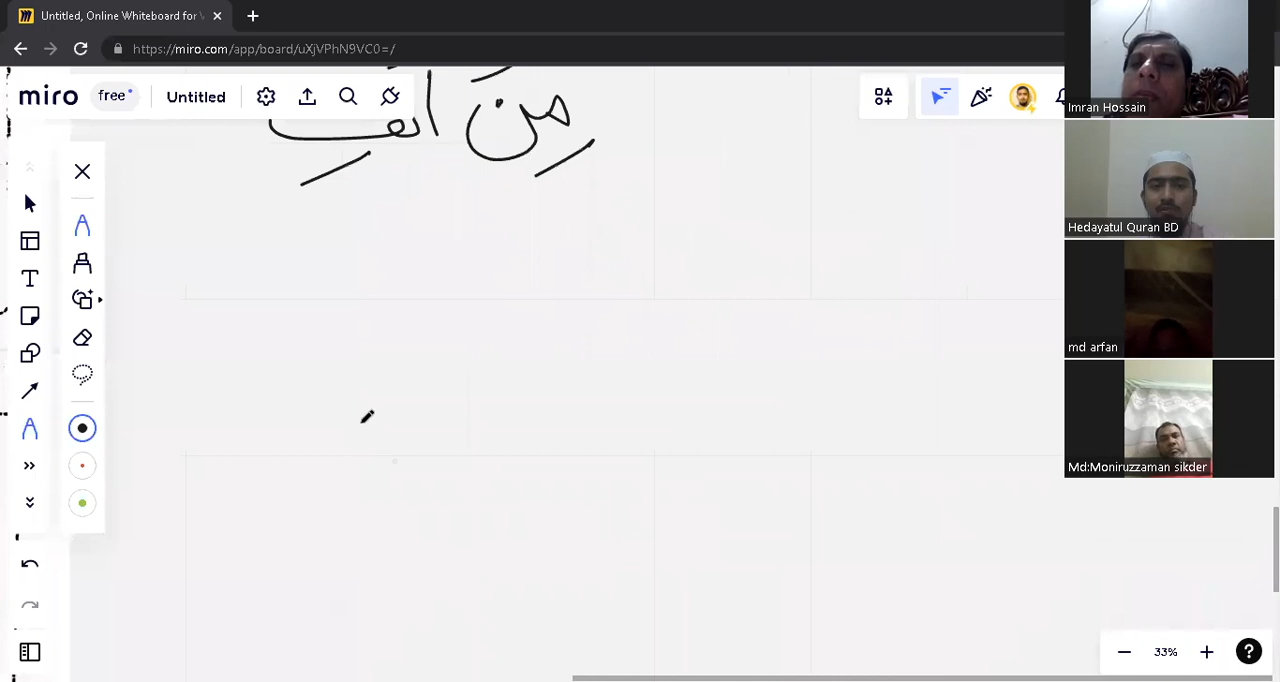 Untitled, Online Whiteboard for
https://miro.com/app/board/uXjVPhN9VC0=/
miro free Untitled
مِن
33%
Imran Hossain
Hedayatul Quran BD
md arfan
Md:Moniruzzaman sikder